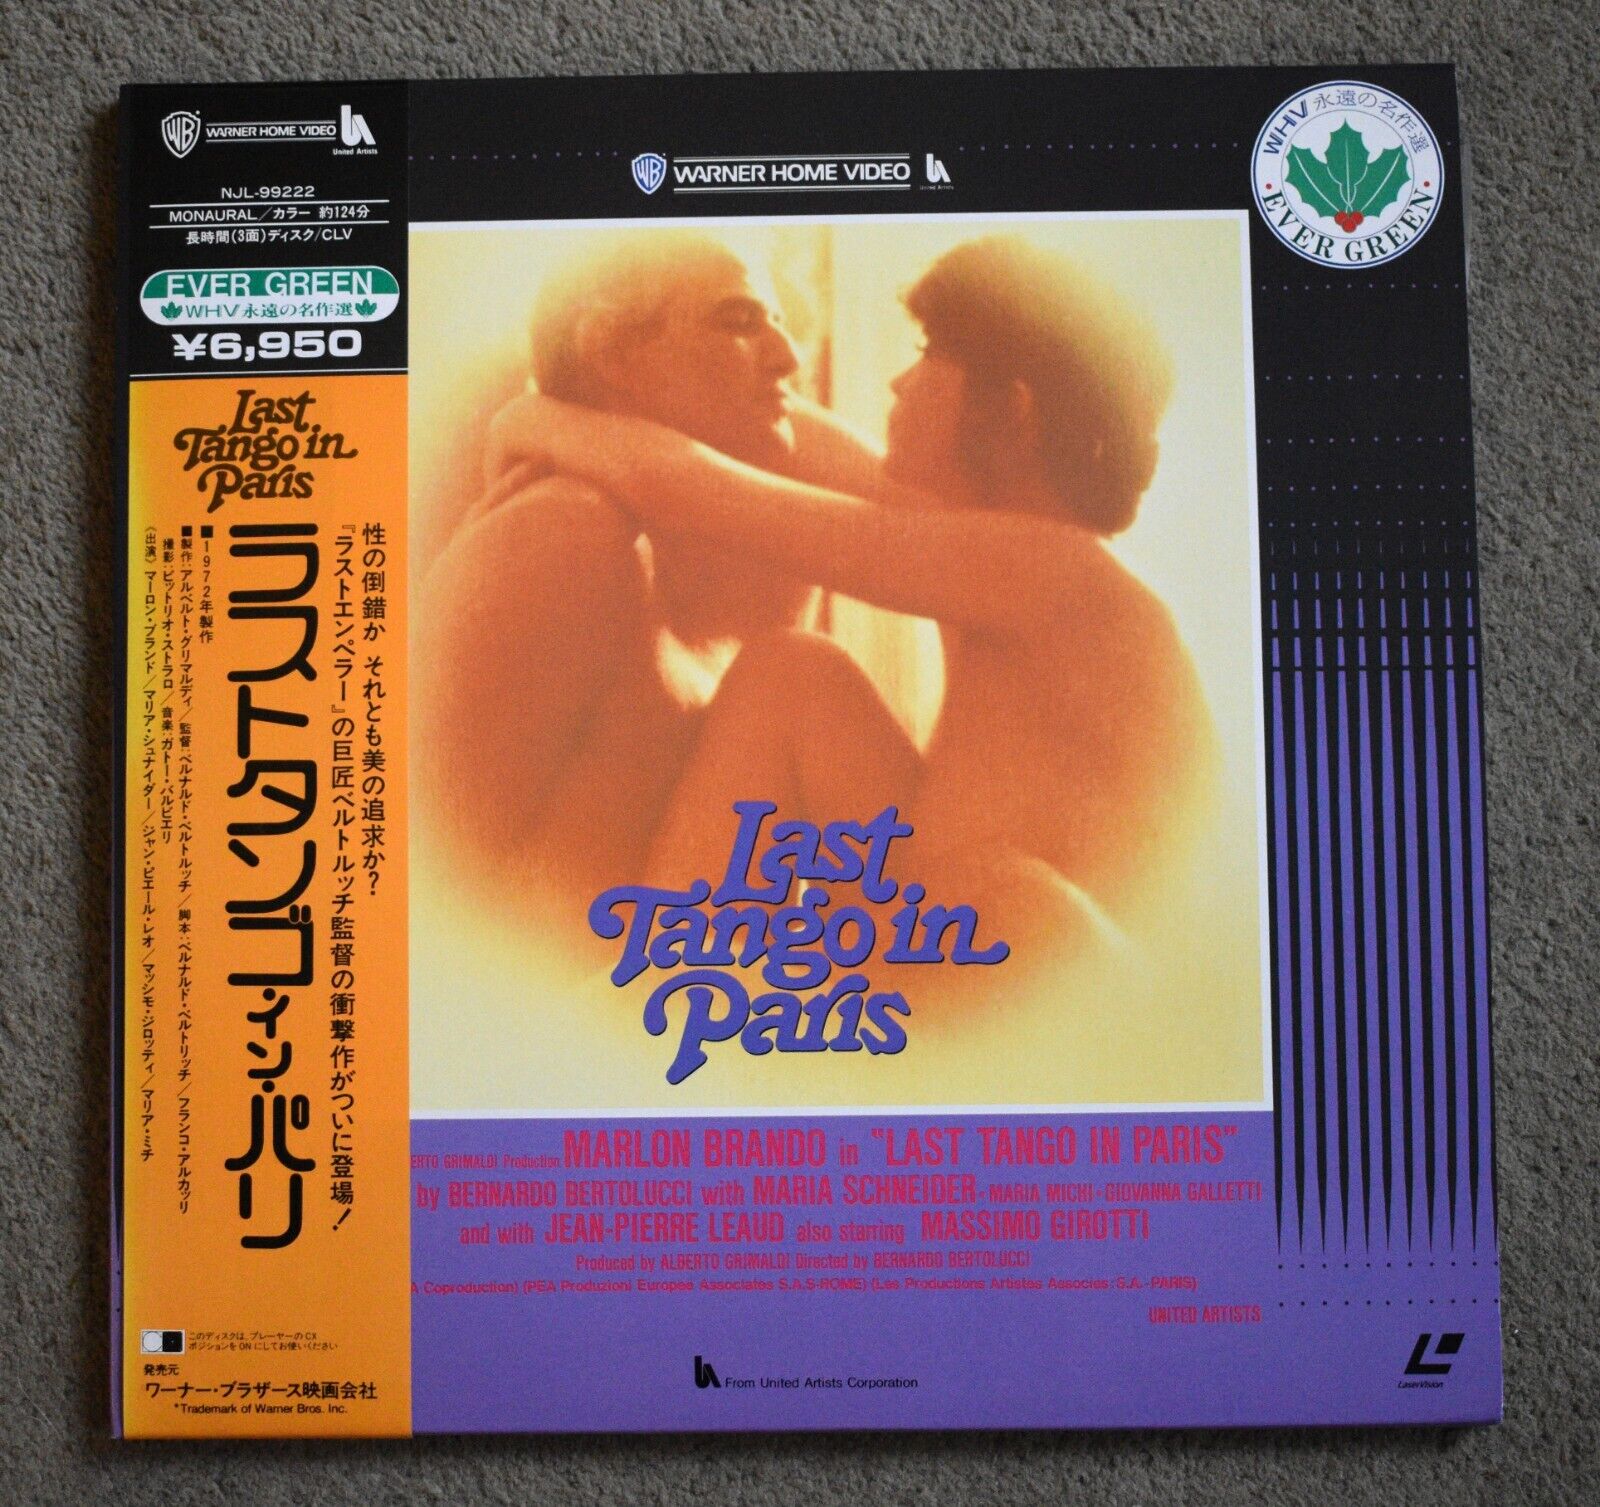 WB WARNER HOME VIDEO
United Artists
NJL-99222
MONAURAL/カラー 約124分
長時間(3面)ディスク/CLV
EVER GREEN
WHV永遠の名作選
¥6,950
Last
Tango in
Paris
性の倒錯か それとも美の追求か?
『ラストエンペラー』の巨匠ベルトルッチ監督の衝撃作がついに登場!
ラストタンゴ・イン・パリ
■1972年製作
■製作:アルベルト・グリマルディ/監督:ベルナルド・ベルトルッチ/脚本:ベルナルド・ベルトリッチ/フランコ・アルカッリ
撮影:ビットリオ・ストラロ/音楽:ガトー・バルビエリ
《出演》マーロン・ブランド/マリア・シュナイダー/ジャン・ピエール・レオ/マッシモ・ジロッティ/マリア・ミチ
このディスクは、プレーヤーのCX
ポジションをONにしてお使いください
発売元
ワーナー・ブラザース映画会社
*Trademark of Warner Bros. Inc.
WB WARNER HOME VIDEO
United Artists
WHV 永遠の名作選
・EVER GREEN・
Last
Tango in
Paris
ERTO GRIMALDI Production MARLON BRANDO in "LAST TANGO IN PARIS"
by BERNARDO BERTOLUCCI with MARIA SCHNEIDER・MARIA MICHI・GIOVANNA GALLETTI
and with JEAN-PIERRE LEAUD also starring MASSIMO GIROTTI
Produced by ALBERTO GRIMALDI Directed by BERNARDO BERTOLUCCI
A Coproduction) (PEA Produzioni Europee Associates S.A.S-ROME) (Les Productions Artistes Associes:S.A.-PARIS)
UNITED ARTISTS
From United Artists Corporation
LaserVision